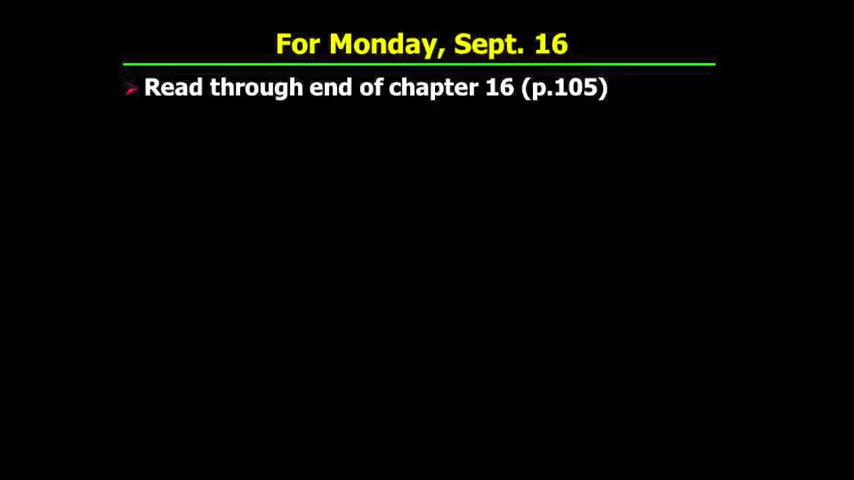 For Monday, Sept. 16
Read through end of chapter 16 (p.105)